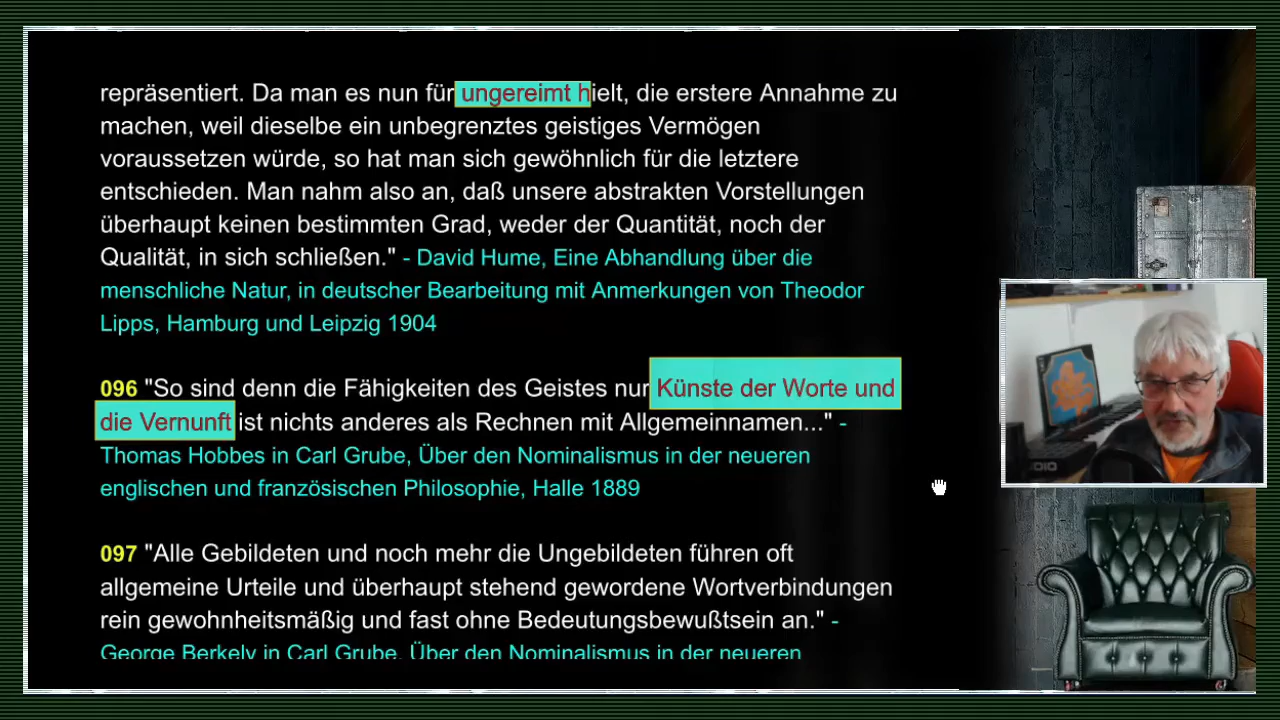 repräsentiert. Da man es nun für ungereimt hielt, die erstere Annahme zu
machen, weil dieselbe ein unbegrenztes geistiges Vermögen
voraussetzen würde, so hat man sich gewöhnlich für die letztere
entschieden. Man nahm also an, daß unsere abstrakten Vorstellungen
überhaupt keinen bestimmten Grad, weder der Quantität, noch der
Qualität, in sich schließen." - David Hume, Eine Abhandlung über die
menschliche Natur, in deutscher Bearbeitung mit Anmerkungen von Theodor
Lipps, Hamburg und Leipzig 1904
096 "So sind denn die Fähigkeiten des Geistes nur Künste der Worte und
die Vernunft ist nichts anderes als Rechnen mit Allgemeinnamen..." -
Thomas Hobbes in Carl Grube, Über den Nominalismus in der neueren
englischen und französischen Philosophie, Halle 1889
097 "Alle Gebildeten und noch mehr die Ungebildeten führen oft
allgemeine Urteile und überhaupt stehend gewordene Wortverbindungen
rein gewohnheitsmäßig und fast ohne Bedeutungsbewußtsein an." -
George Berkely in Carl Grube, Über den Nominalismus in der neueren